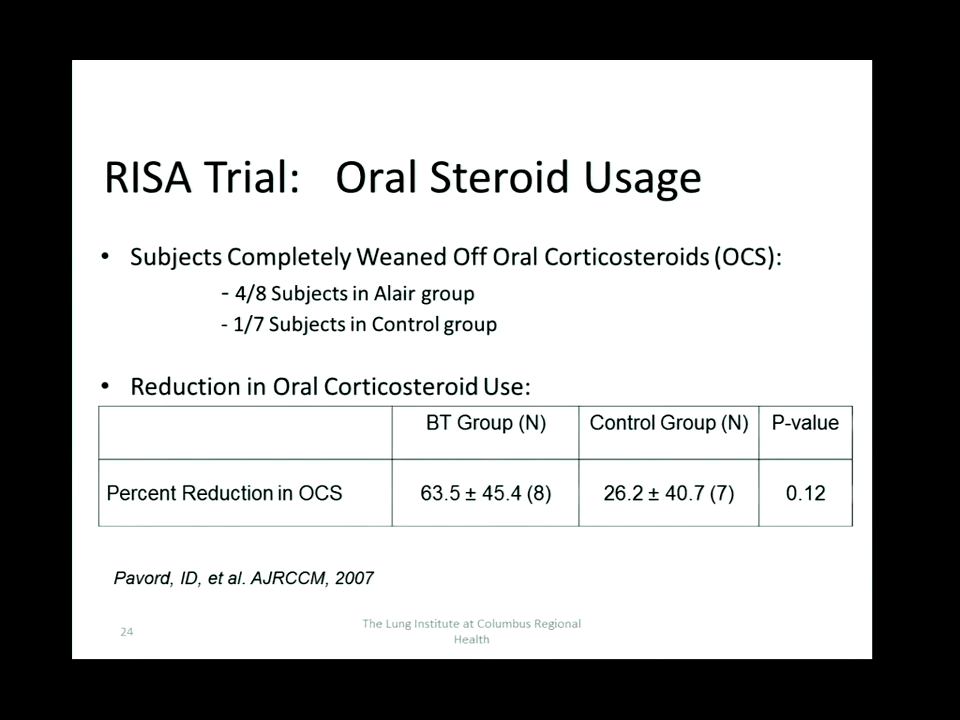 RISA Trial: Oral Steroid Usage
• Subjects Completely Weaned Off Oral Corticosteroids (OCS):
- 4/8 Subjects in Alair group
- 1/7 Subjects in Control group
• Reduction in Oral Corticosteroid Use:
BT Group (N) Control Group (N) P-value
Percent Reduction in OCS 63.5 ± 45.4 (8) 26.2 ± 40.7 (7) 0.12
Pavord, ID, et al. AJRCCM, 2007
24
The Lung Institute at Columbus Regional
Health